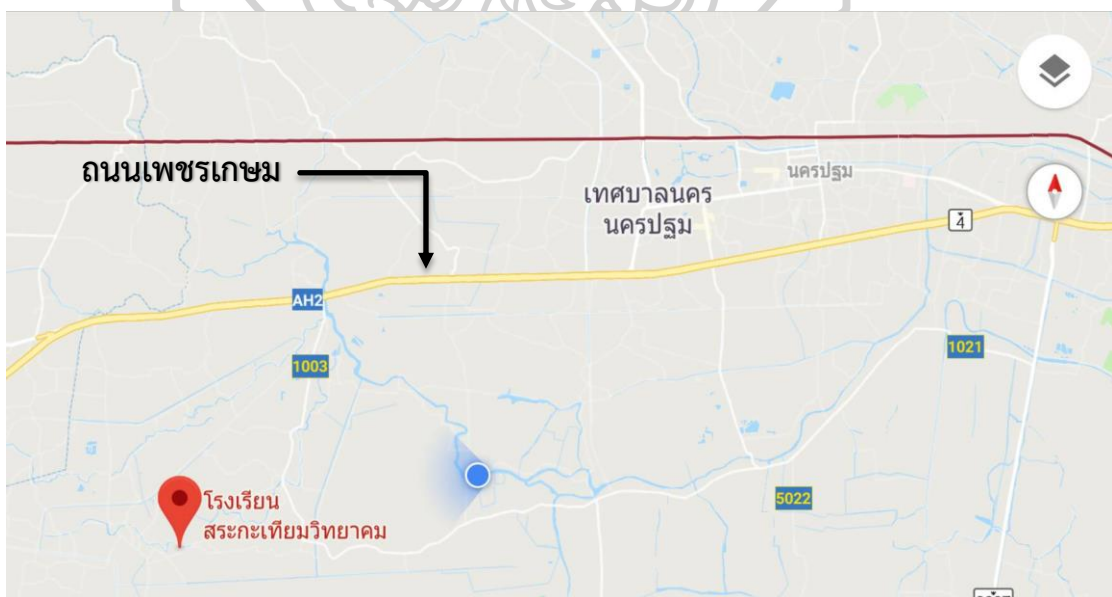 ถนนเพชรเกษม
นครปฐม
เทศบาลนคร
นครปฐม
4
AH2
1021
1003
5022
โรงเรียน
สระกะเทียมวิทยาคม